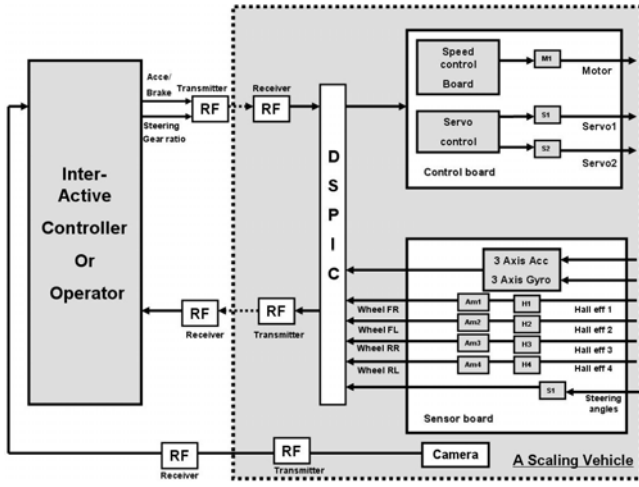 Inter-
Active
Controller
Or
Operator
Acce/
Brake
Steering
Gear ratio
Transmitter
RF
Receiver
RF
D
S
P
I
C
Speed
control
Board
M1
Motor
Servo
control
S1
Servo1
S2
Servo2
Control board
3 Axis Acc
3 Axis Gyro
Wheel FR
Am1
H1
Hall eff 1
Wheel FL
Am2
H2
Hall eff 2
Wheel RR
Am3
H3
Hall eff 3
Wheel RL
Am4
H4
Hall eff 4
S1
Steering
angles
Sensor board
RF
Receiver
RF
Transmitter
RF
Receiver
RF
Transmitter
Camera
A Scaling Vehicle